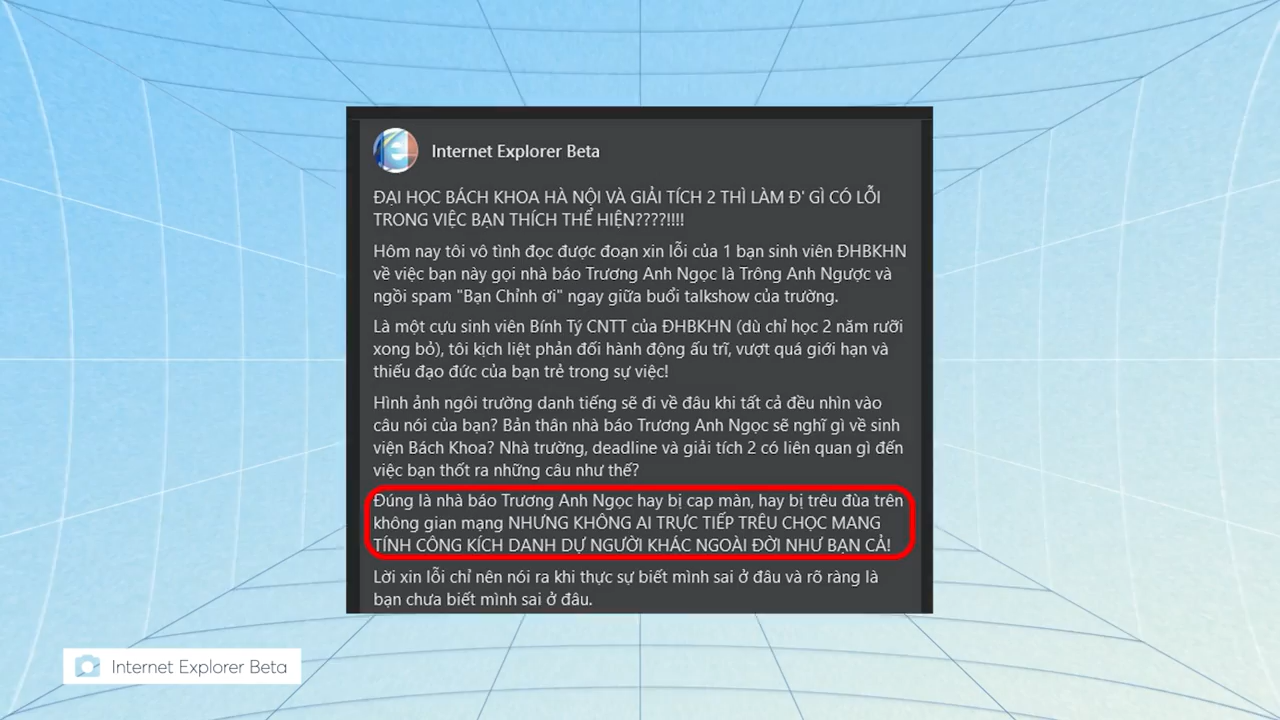 Internet Explorer Beta
ĐẠI HỌC BÁCH KHOA HÀ NỘI VÀ GIẢI TÍCH 2 THÌ LÀM Đ' GÌ CÓ LỖI
TRONG VIỆC BẠN THÍCH THỂ HIỆN????!!!!
Hôm nay tôi vô tình đọc được đoạn xin lỗi của 1 bạn sinh viên ĐHBKHN
về việc bạn này gọi nhà báo Trương Anh Ngọc là Trông Anh Ngược và
ngồi spam "Bạn Chỉnh ơi" ngay giữa buổi talkshow của trường.
Là một cựu sinh viên Bính Tý CNTT của ĐHBKHN (dù chỉ học 2 năm rưỡi
xong bỏ), tôi kịch liệt phản đối hành động ấu trĩ, vượt quá giới hạn và
thiếu đạo đức của bạn trẻ trong sự việc!
Hình ảnh ngôi trường danh tiếng sẽ đi về đâu khi tất cả đều nhìn vào
câu nói của bạn? Bản thân nhà báo Trương Anh Ngọc sẽ nghĩ gì về sinh
viện Bách Khoa? Nhà trường, deadline và giải tích 2 có liên quan gì đến
việc bạn thốt ra những câu như thế?
Đúng là nhà báo Trương Anh Ngọc hay bị cap màn, hay bị trêu đùa trên
không gian mạng NHƯNG KHÔNG AI TRỰC TIẾP TRÊU CHỌC MANG
TÍNH CÔNG KÍCH DANH DỰ NGƯỜI KHÁC NGOÀI ĐỜI NHƯ BẠN CẢ!
Lời xin lỗi chỉ nên nói ra khi thực sự biết mình sai ở đâu và rõ ràng là
bạn chưa biết mình sai ở đâu.
Internet Explorer Beta